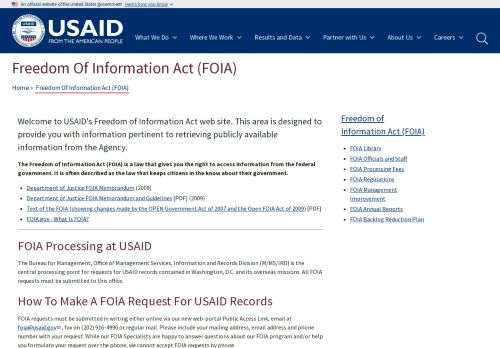 An official website of the United States government Here's how you know
USAID
FROM THE AMERICAN PEOPLE
What We Do
Where We Work
Results and Data
Partner with Us
About Us
Careers
Freedom Of Information Act (FOIA)
Home › Freedom Of Information Act (FOIA)
Welcome to USAID's Freedom of Information Act web site. This area is designed to
provide you with information pertinent to retrieving publicly available
information from the Agency.
The Freedom of Information Act (FOIA) is a law that gives you the right to access information from the federal
government. It is often described as the law that keeps citizens in the know about their government.
Department of Justice FOIA Memorandum (2009)
Department of Justice FOIA Memorandum and Guidelines [PDF] (2009)
Text of the FOIA (showing changes made by the OPEN Government Act of 2007 and the Open FOIA Act of 2009) [PDF]
FOIA.gov - What Is FOIA?
FOIA Processing at USAID
The Bureau for Management, Office of Management Services, Information and Records Division (M/MS/IRD) is the
central processing point for requests for USAID records contained in Washington, D.C. and its overseas missions. All FOIA
requests must be submitted to this office.
How To Make A FOIA Request For USAID Records
FOIA requests must be submitted in writing either online via our new web-portal Public Access Link, email at
foia@usaid.gov, fax on (202) 916-4990 or regular mail. Please include your mailing address, email address and phone
number with your request. While our FOIA Specialists are happy to answer questions about our FOIA program and/or help
you formulate your request over the phone, we cannot accept FOIA requests by phone.
Freedom of
Information Act (FOIA)
FOIA Library
FOIA Officials and Staff
FOIA Processing Fees
FOIA Regulations
FOIA Management
Improvement
FOIA Annual Reports
FOIA Backlog Reduction Plan